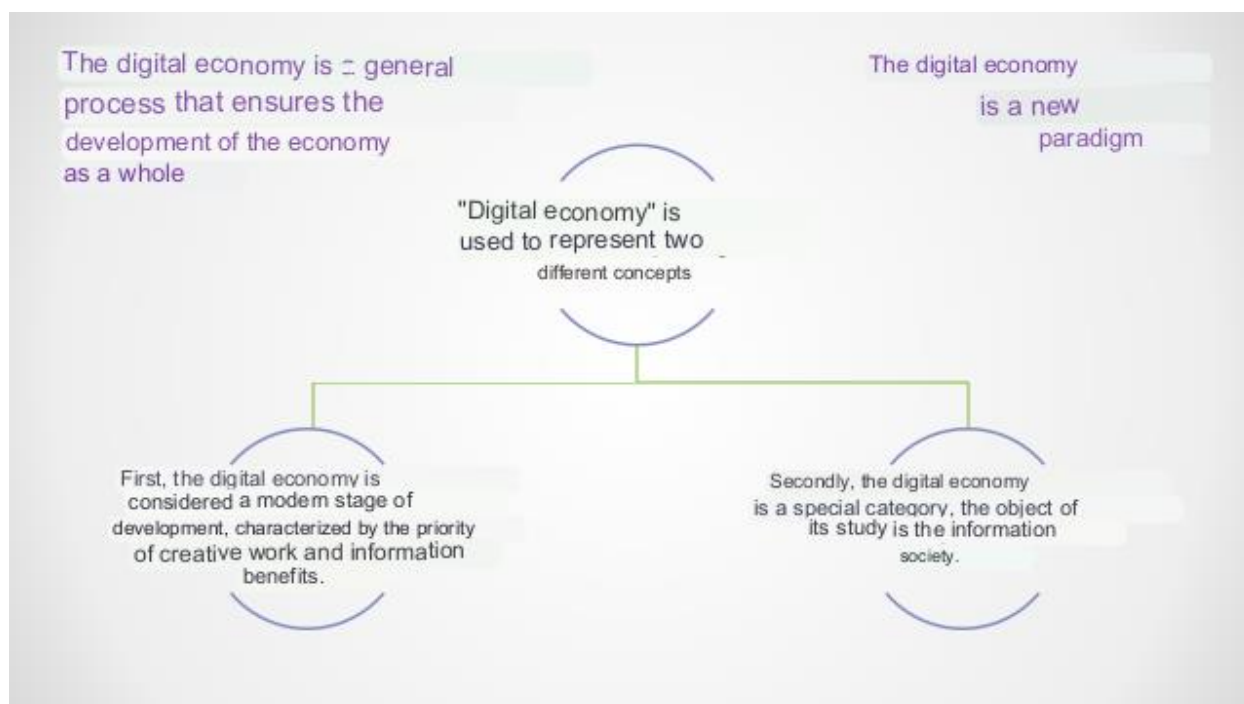 The digital economy is general
process that ensures the
development of the economy
as a whole
The digital economy
is a new
paradigm
"Digital economy" is
used to represent two
different concepts
First, the digital economy is
considered a modern stage of
development, characterized by the priority
of creative work and information
benefits.
Secondly, the digital economy
is a special category, the object of
its study is the information
society.